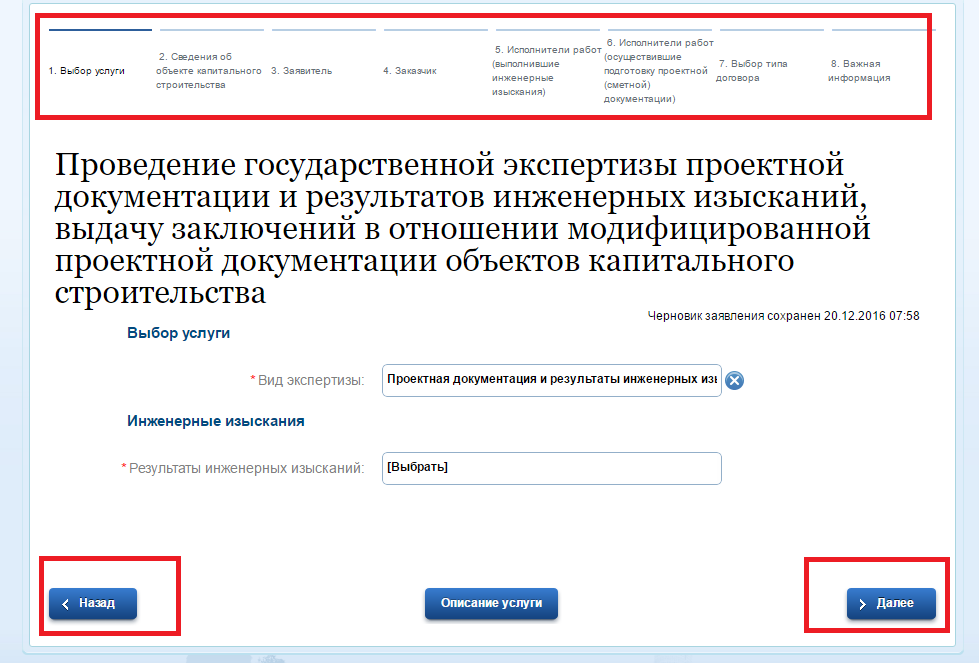 1. Выбор услуги
2. Сведения об
объекте капитального
строительства
3. Заявитель
4. Заказчик
5. Исполнители работ
(выполнившие
инженерные
изыскания)
6. Исполнители работ
(осуществившие
подготовку проектной
(сметной)
документации)
7. Выбор типа
договора
8. Важная
информация
Проведение государственной экспертизы проектной
документации и результатов инженерных изысканий,
выдачу заключений в отношении модифицированной
проектной документации объектов капитального
строительства
Черновик заявления сохранен 20.12.2016 07:58
Выбор услуги
* Вид экспертизы: Проектная документация и результаты инженерных
Инженерные изыскания
* Результаты инженерных изысканий: [Выбрать]
Назад Описание услуги Далее